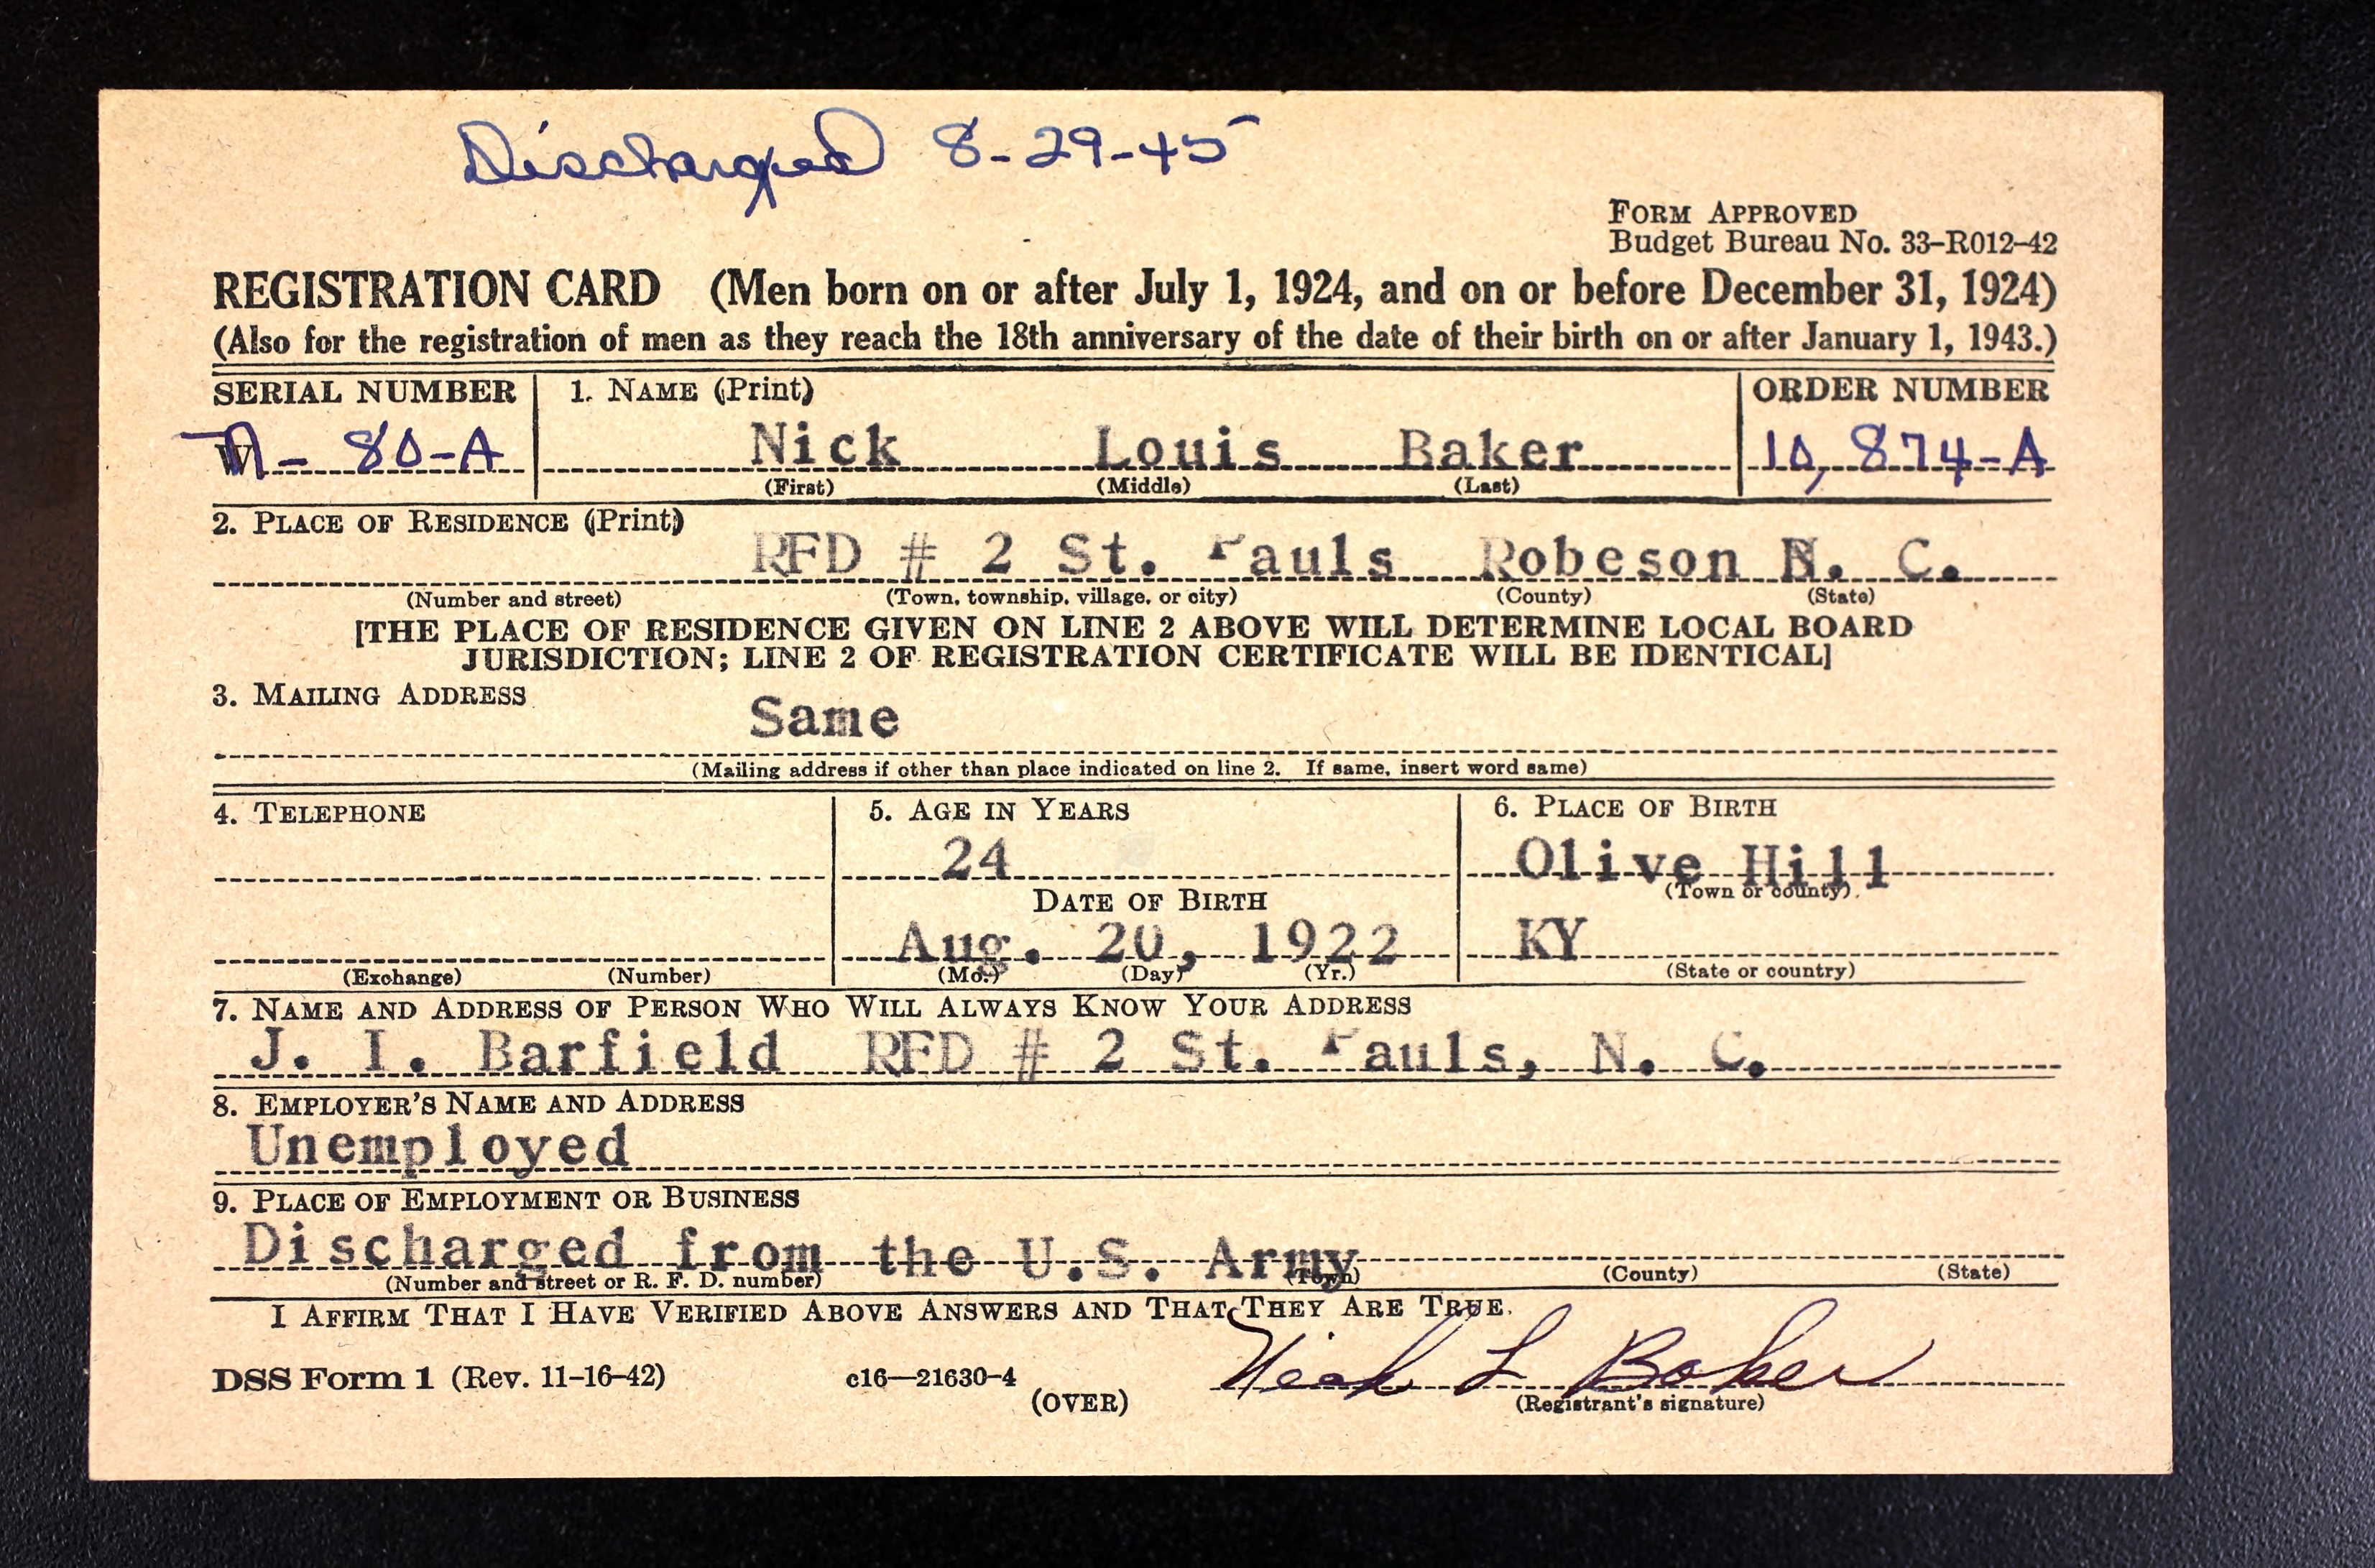 Discharged 8-29-45
FORM APPROVED
Budget Bureau No. 33-R012-42
REGISTRATION CARD (Men born on or after July 1, 1924, and on or before December 31, 1924)
(Also for the registration of men as they reach the 18th anniversary of the date of their birth on or after January 1, 1943.)
SERIAL NUMBER 1. NAME (Print) ORDER NUMBER
80-A Nick Louis Baker 10,874-A
(First) (Middle) (Last)
2. PLACE OF RESIDENCE (Print)
RFD # 2 St. Pauls Robeson N. C.
(Number and street) (Town, township, village, or city) (County) (State)
[THE PLACE OF RESIDENCE GIVEN ON LINE 2 ABOVE WILL DETERMINE LOCAL BOARD
JURISDICTION; LINE 2 OF REGISTRATION CERTIFICATE WILL BE IDENTICAL]
3. MAILING ADDRESS
Same
(Mailing address if other than place indicated on line 2. If same, insert word same)
4. TELEPHONE 5. AGE IN YEARS 6. PLACE OF BIRTH
24 Olive Hill
(Town or county)
DATE OF BIRTH
Aug. 20, 1922 KY
(Exchange) (Number) (Mo.) (Day) (Yr.) (State or country)
7. NAME AND ADDRESS OF PERSON WHO WILL ALWAYS KNOW YOUR ADDRESS
J. I. Barfield RFD # 2 St. Pauls, N. C.
8. EMPLOYER'S NAME AND ADDRESS
Unemployed
9. PLACE OF EMPLOYMENT OR BUSINESS
Discharged from the U.S. Army
(Number and street or R. F. D. number) (Town) (County) (State)
I AFFIRM THAT I HAVE VERIFIED ABOVE ANSWERS AND THAT THEY ARE TRUE.
Nick L Baker
DSS Form 1 (Rev. 11-16-42) c16—21630-4
(OVER) (Registrant's signature)